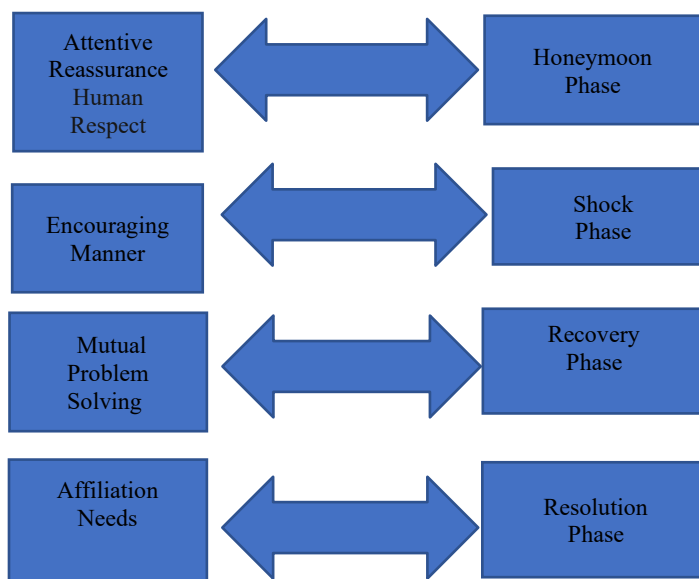 Attentive
Reassurance
Human
Respect
Honeymoon
Phase
Encouraging
Manner
Shock
Phase
Mutual
Problem
Solving
Recovery
Phase
Affiliation
Needs
Resolution
Phase